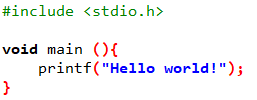 #include <stdio.h>
void main (){
    printf("Hello world!");
}